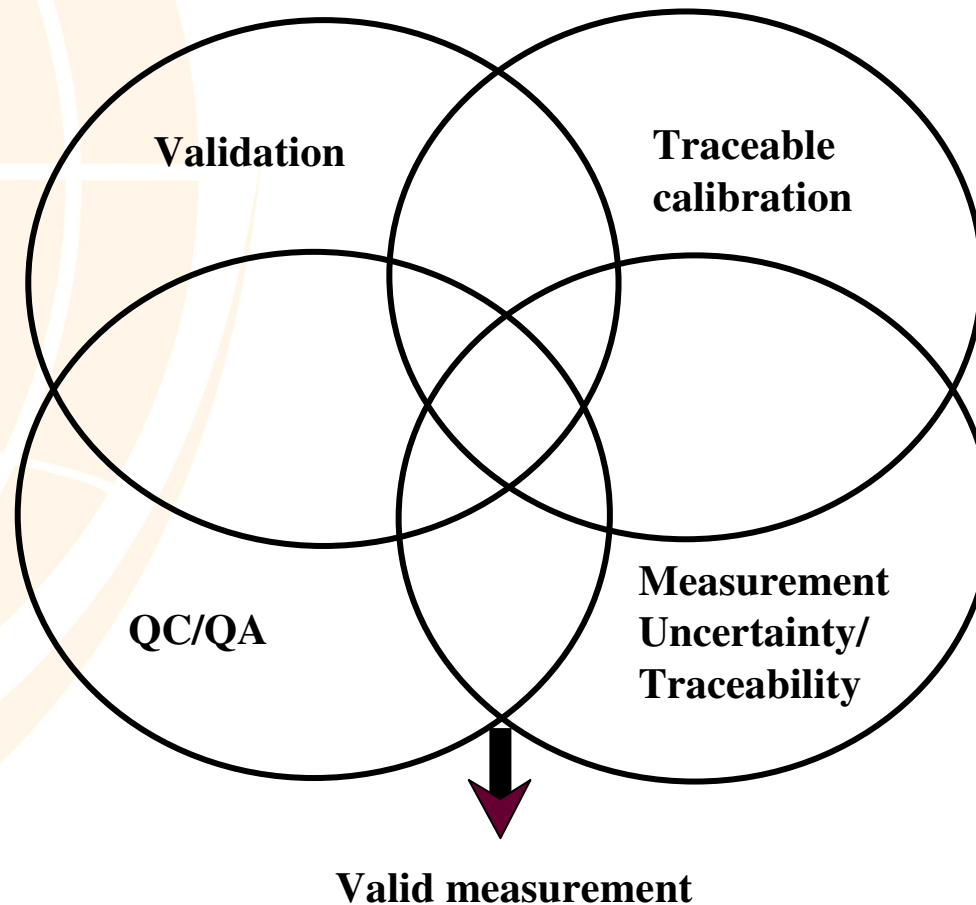 Validation
Traceable
calibration
QC/QA
Measurement
Uncertainty/
Traceability
Valid measurement